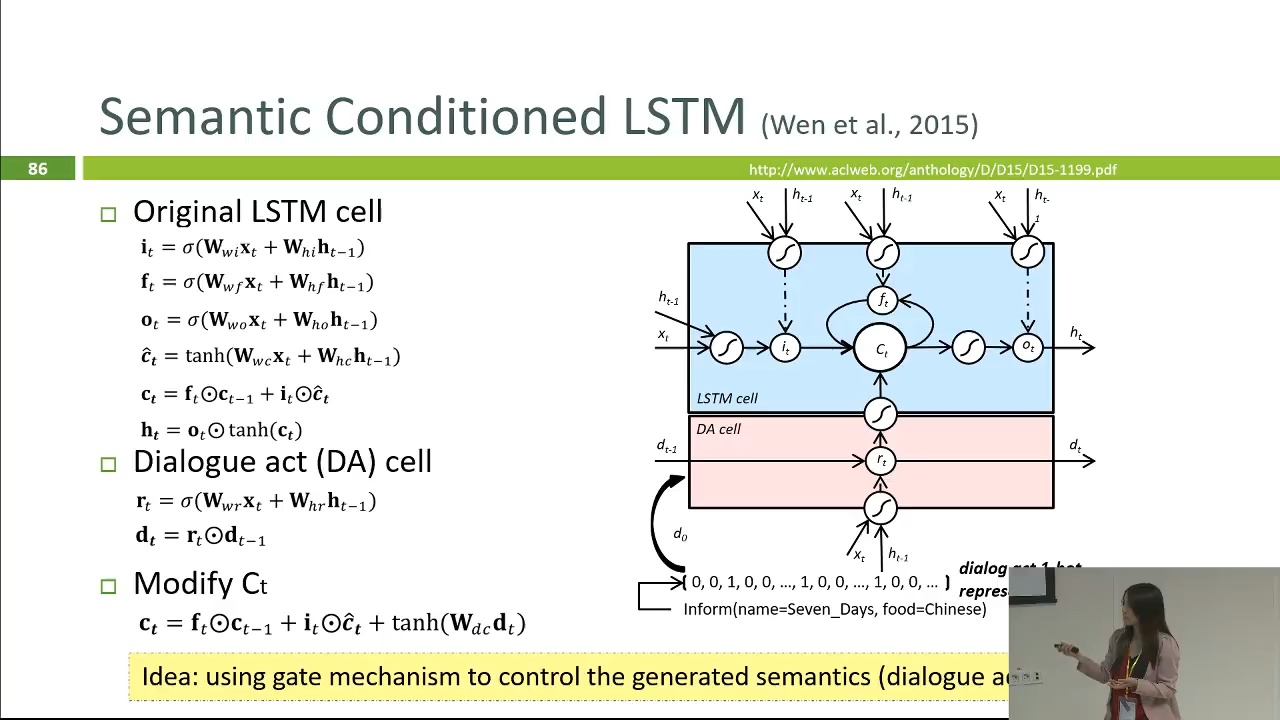 Semantic Conditioned LSTM (Wen et al., 2015)
86
http://www.aclweb.org/anthology/D/D15/D15-1199.pdf
Original LSTM cell
i_t = σ(W_wi x_t + W_hi h_t−1)
f_t = σ(W_wf x_t + W_hf h_t−1)
o_t = σ(W_wo x_t + W_ho h_t−1)
ĉ_t = tanh(W_wc x_t + W_hc h_t−1)
c_t = f_t⊙c_t−1 + i_t⊙ĉ_t
h_t = o_t⊙tanh(c_t)
Dialogue act (DA) cell
r_t = σ(W_wr x_t + W_hr h_t−1)
d_t = r_t⊙d_t−1
Modify Ct
c_t = f_t⊙c_t−1 + i_t⊙ĉ_t + tanh(W_dc d_t)
x_t h_t-1 x_t h_t-1 x_t h_t-1
f_t
h_t-1
x_t i_t C_t o_t h_t
LSTM cell
DA cell
d_t-1 r_t d_t
d_0
x_t h_t-1
( 0, 0, 1, 0, 0, …, 1, 0, 0, …, 1, 0, 0, … )
dialog act 1-hot
Inform(name=Seven_Days, food=Chinese)
Idea: using gate mechanism to control the generated semantics (dialogue